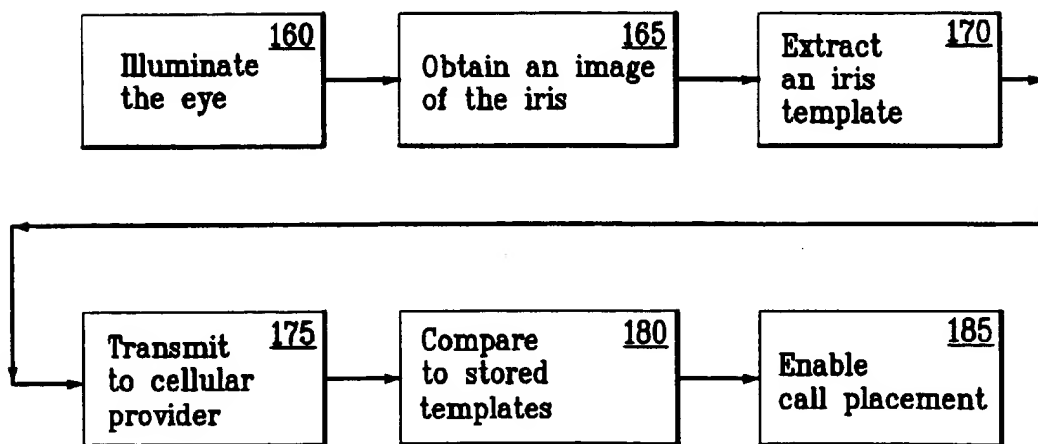 160
Illuminate
the eye
165
Obtain an image
of the iris
170
Extract
an iris
template
175
Transmit
to cellular
provider
180
Compare
to stored
templates
185
Enable
call placement